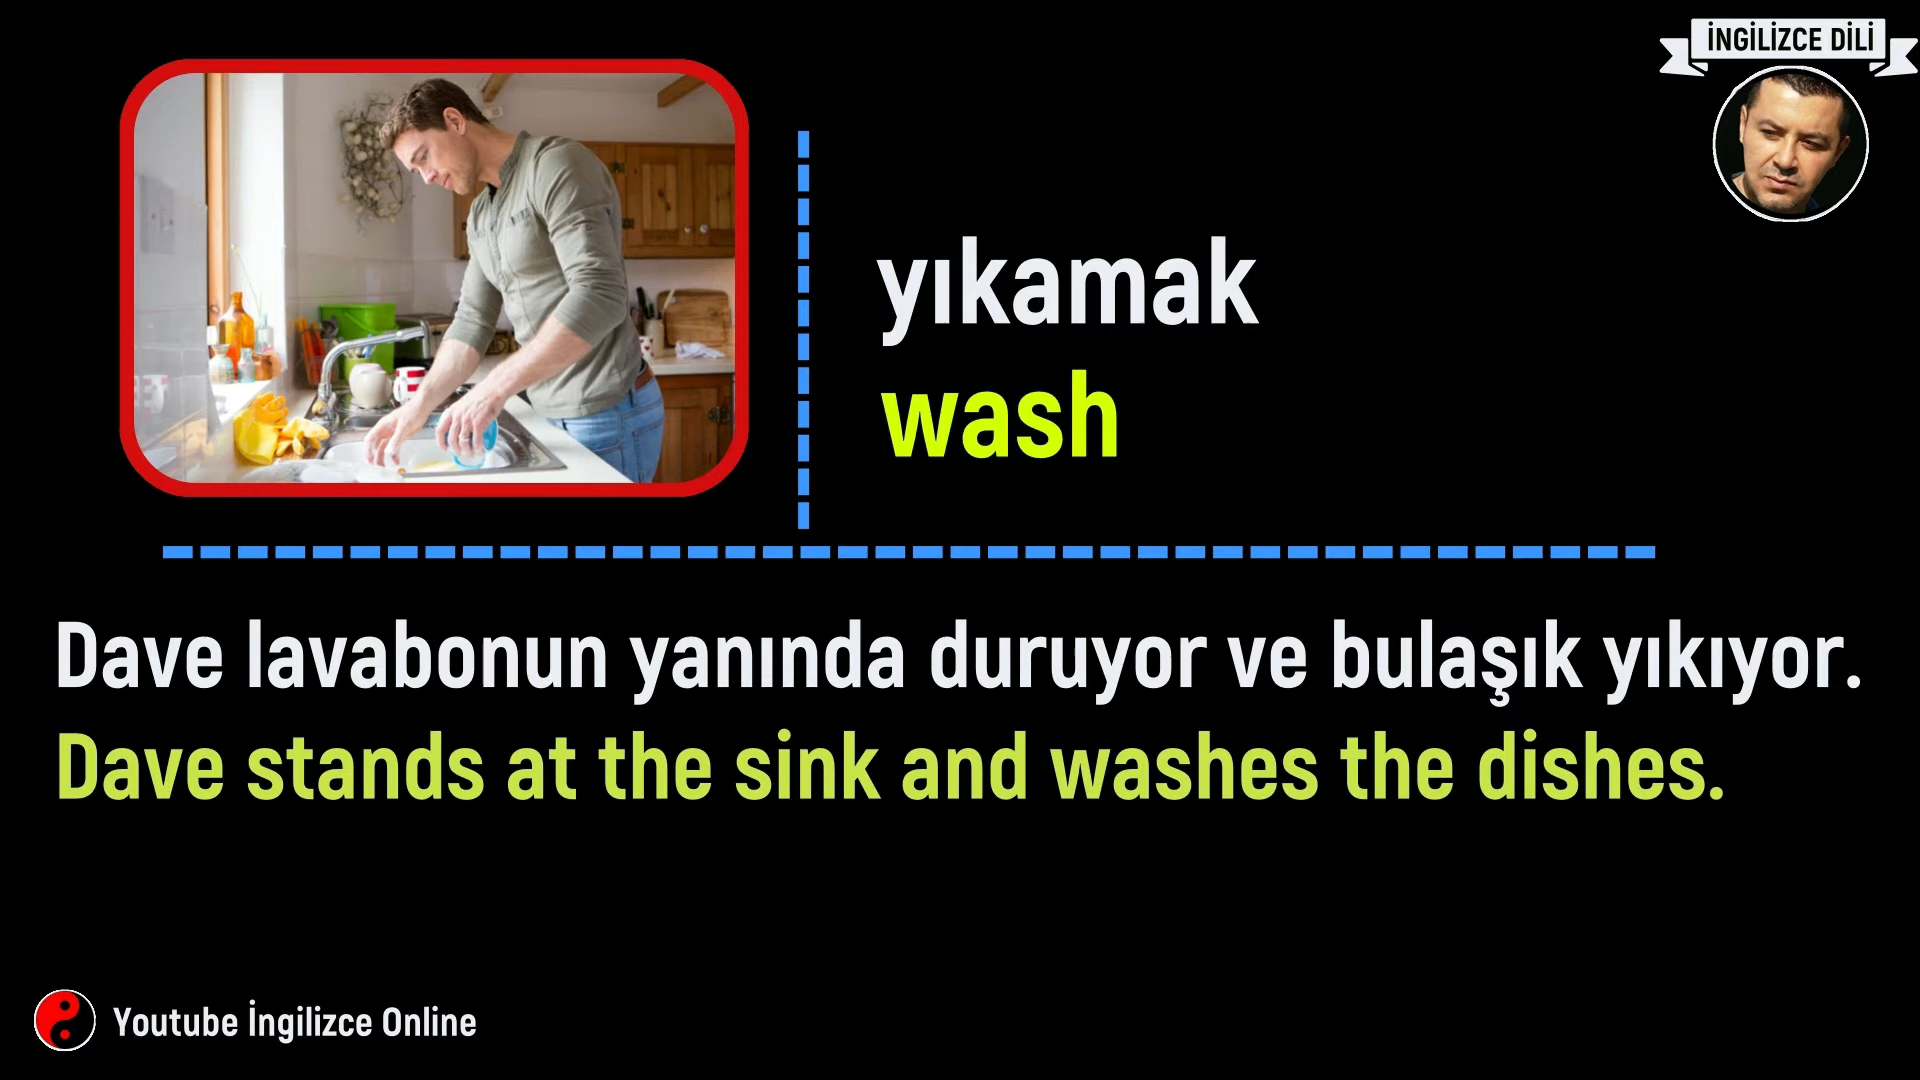 İNGİLİZCE DİLİ
yıkamak
wash
Dave lavabonun yanında duruyor ve bulaşık yıkıyor.
Dave stands at the sink and washes the dishes.
Youtube İngilizce Online